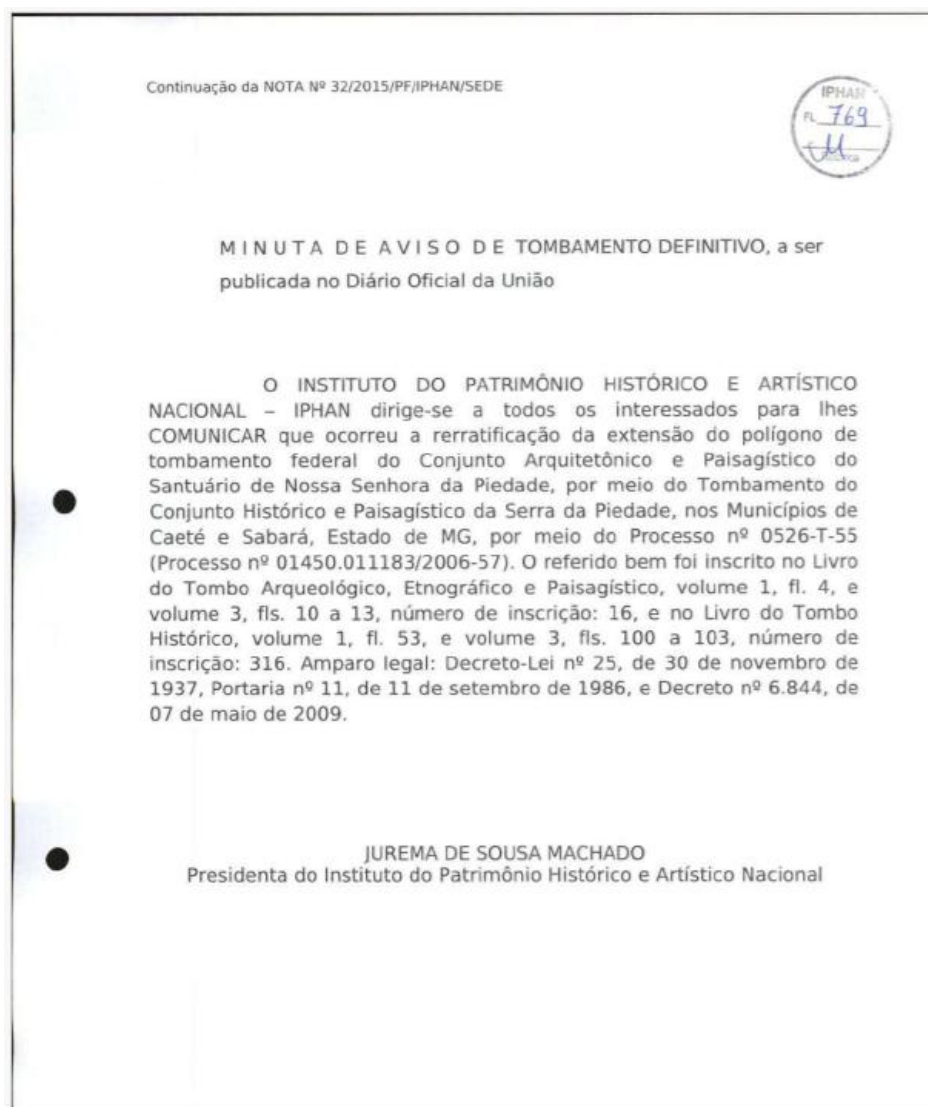 Continuação da NOTA Nº 32/2015/PF/IPHAN/SEDE
IPHAN
FL. 769
M I N U T A D E A V I S O D E TOMBAMENTO DEFINITIVO, a ser
publicada no Diário Oficial da União
O INSTITUTO DO PATRIMÔNIO HISTÓRICO E ARTÍSTICO
NACIONAL – IPHAN dirige-se a todos os interessados para lhes
COMUNICAR que ocorreu a rerratificação da extensão do polígono de
tombamento federal do Conjunto Arquitetônico e Paisagístico do
Santuário de Nossa Senhora da Piedade, por meio do Tombamento do
Conjunto Histórico e Paisagístico da Serra da Piedade, nos Municípios de
Caeté e Sabará, Estado de MG, por meio do Processo nº 0526-T-55
(Processo nº 01450.011183/2006-57). O referido bem foi inscrito no Livro
do Tombo Arqueológico, Etnográfico e Paisagístico, volume 1, fl. 4, e
volume 3, fls. 10 a 13, número de inscrição: 16, e no Livro do Tombo
Histórico, volume 1, fl. 53, e volume 3, fls. 100 a 103, número de
inscrição: 316. Amparo legal: Decreto-Lei nº 25, de 30 de novembro de
1937, Portaria nº 11, de 11 de setembro de 1986, e Decreto nº 6.844, de
07 de maio de 2009.
JUREMA DE SOUSA MACHADO
Presidenta do Instituto do Patrimônio Histórico e Artístico Nacional